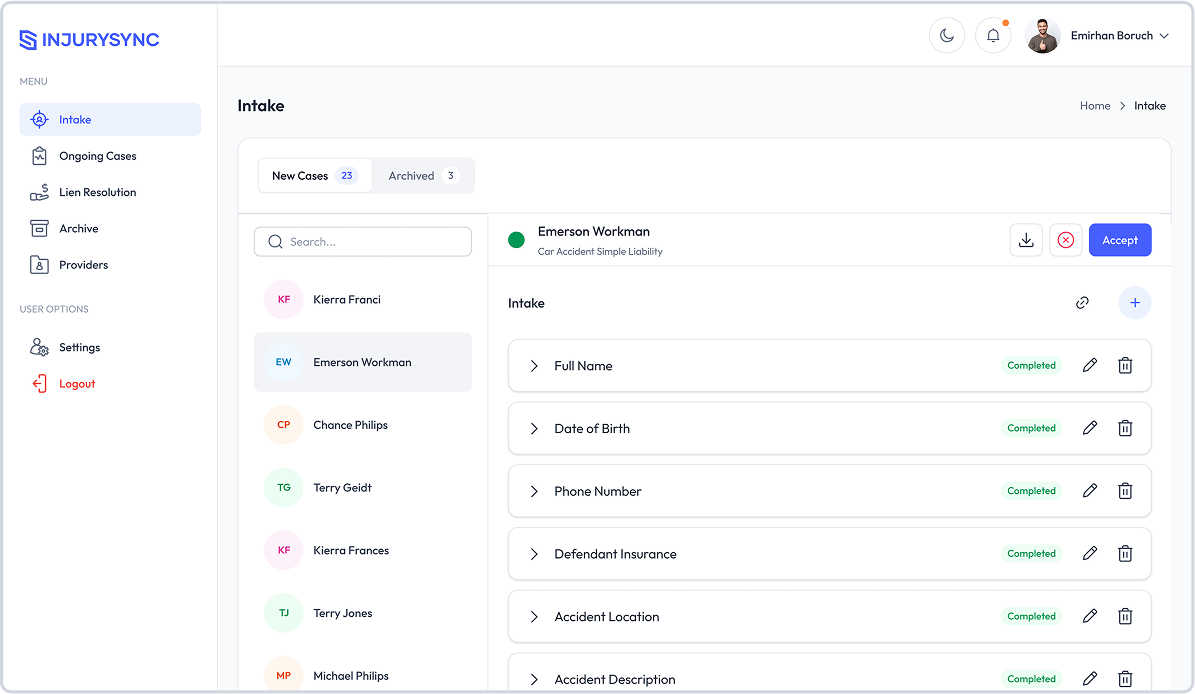 INJURYSYNC
MENU
Intake
Ongoing Cases
Lien Resolution
Archive
Providers
USER OPTIONS
Settings
Logout
Emirhan Boruch
Intake
Home > Intake
New Cases 23
Archived 3
Search...
KF Kierra Franci
EW Emerson Workman
CP Chance Philips
TG Terry Geidt
KF Kierra Frances
TJ Terry Jones
MP Michael Philips
Emerson Workman
Car Accident Simple Liability
Accept
Intake
Full Name Completed
Date of Birth Completed
Phone Number Completed
Defendant Insurance Completed
Accident Location Completed
Accident Description Completed